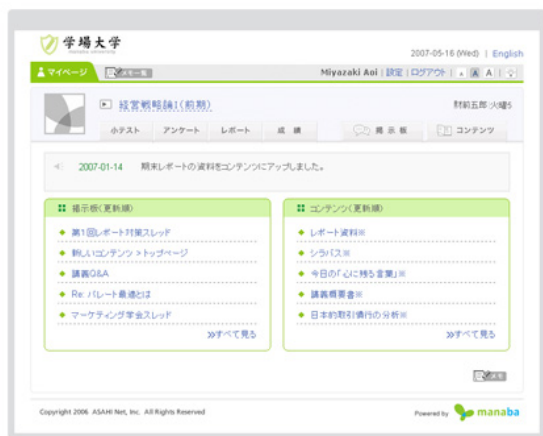 学場大学
manaba university
2007-05-16 (Wed) | English
マイページ
メモ一覧
Miyazaki Aoi | 設定 | ログアウト | A A A |
経営戦略論I(前期)
財前五郎:火曜5
小テスト アンケート レポート 成績 掲示板 コンテンツ
2007-01-14 期末レポートの資料をコンテンツにアップしました。
掲示板(更新順)
第1回レポート対策スレッド
新しいコンテンツ > トップページ
講義Q&A
Re: パレート最適とは
マーケティング学会スレッド
≫すべて見る
コンテンツ(更新順)
レポート資料※
シラバス※
今日の「心に残る言葉」※
講義概要書※
日本的取引慣行の分析※
≫すべて見る
メモ
Copyright 2006 ASAHI Net, Inc. All Rights Reserved
Powered by manaba